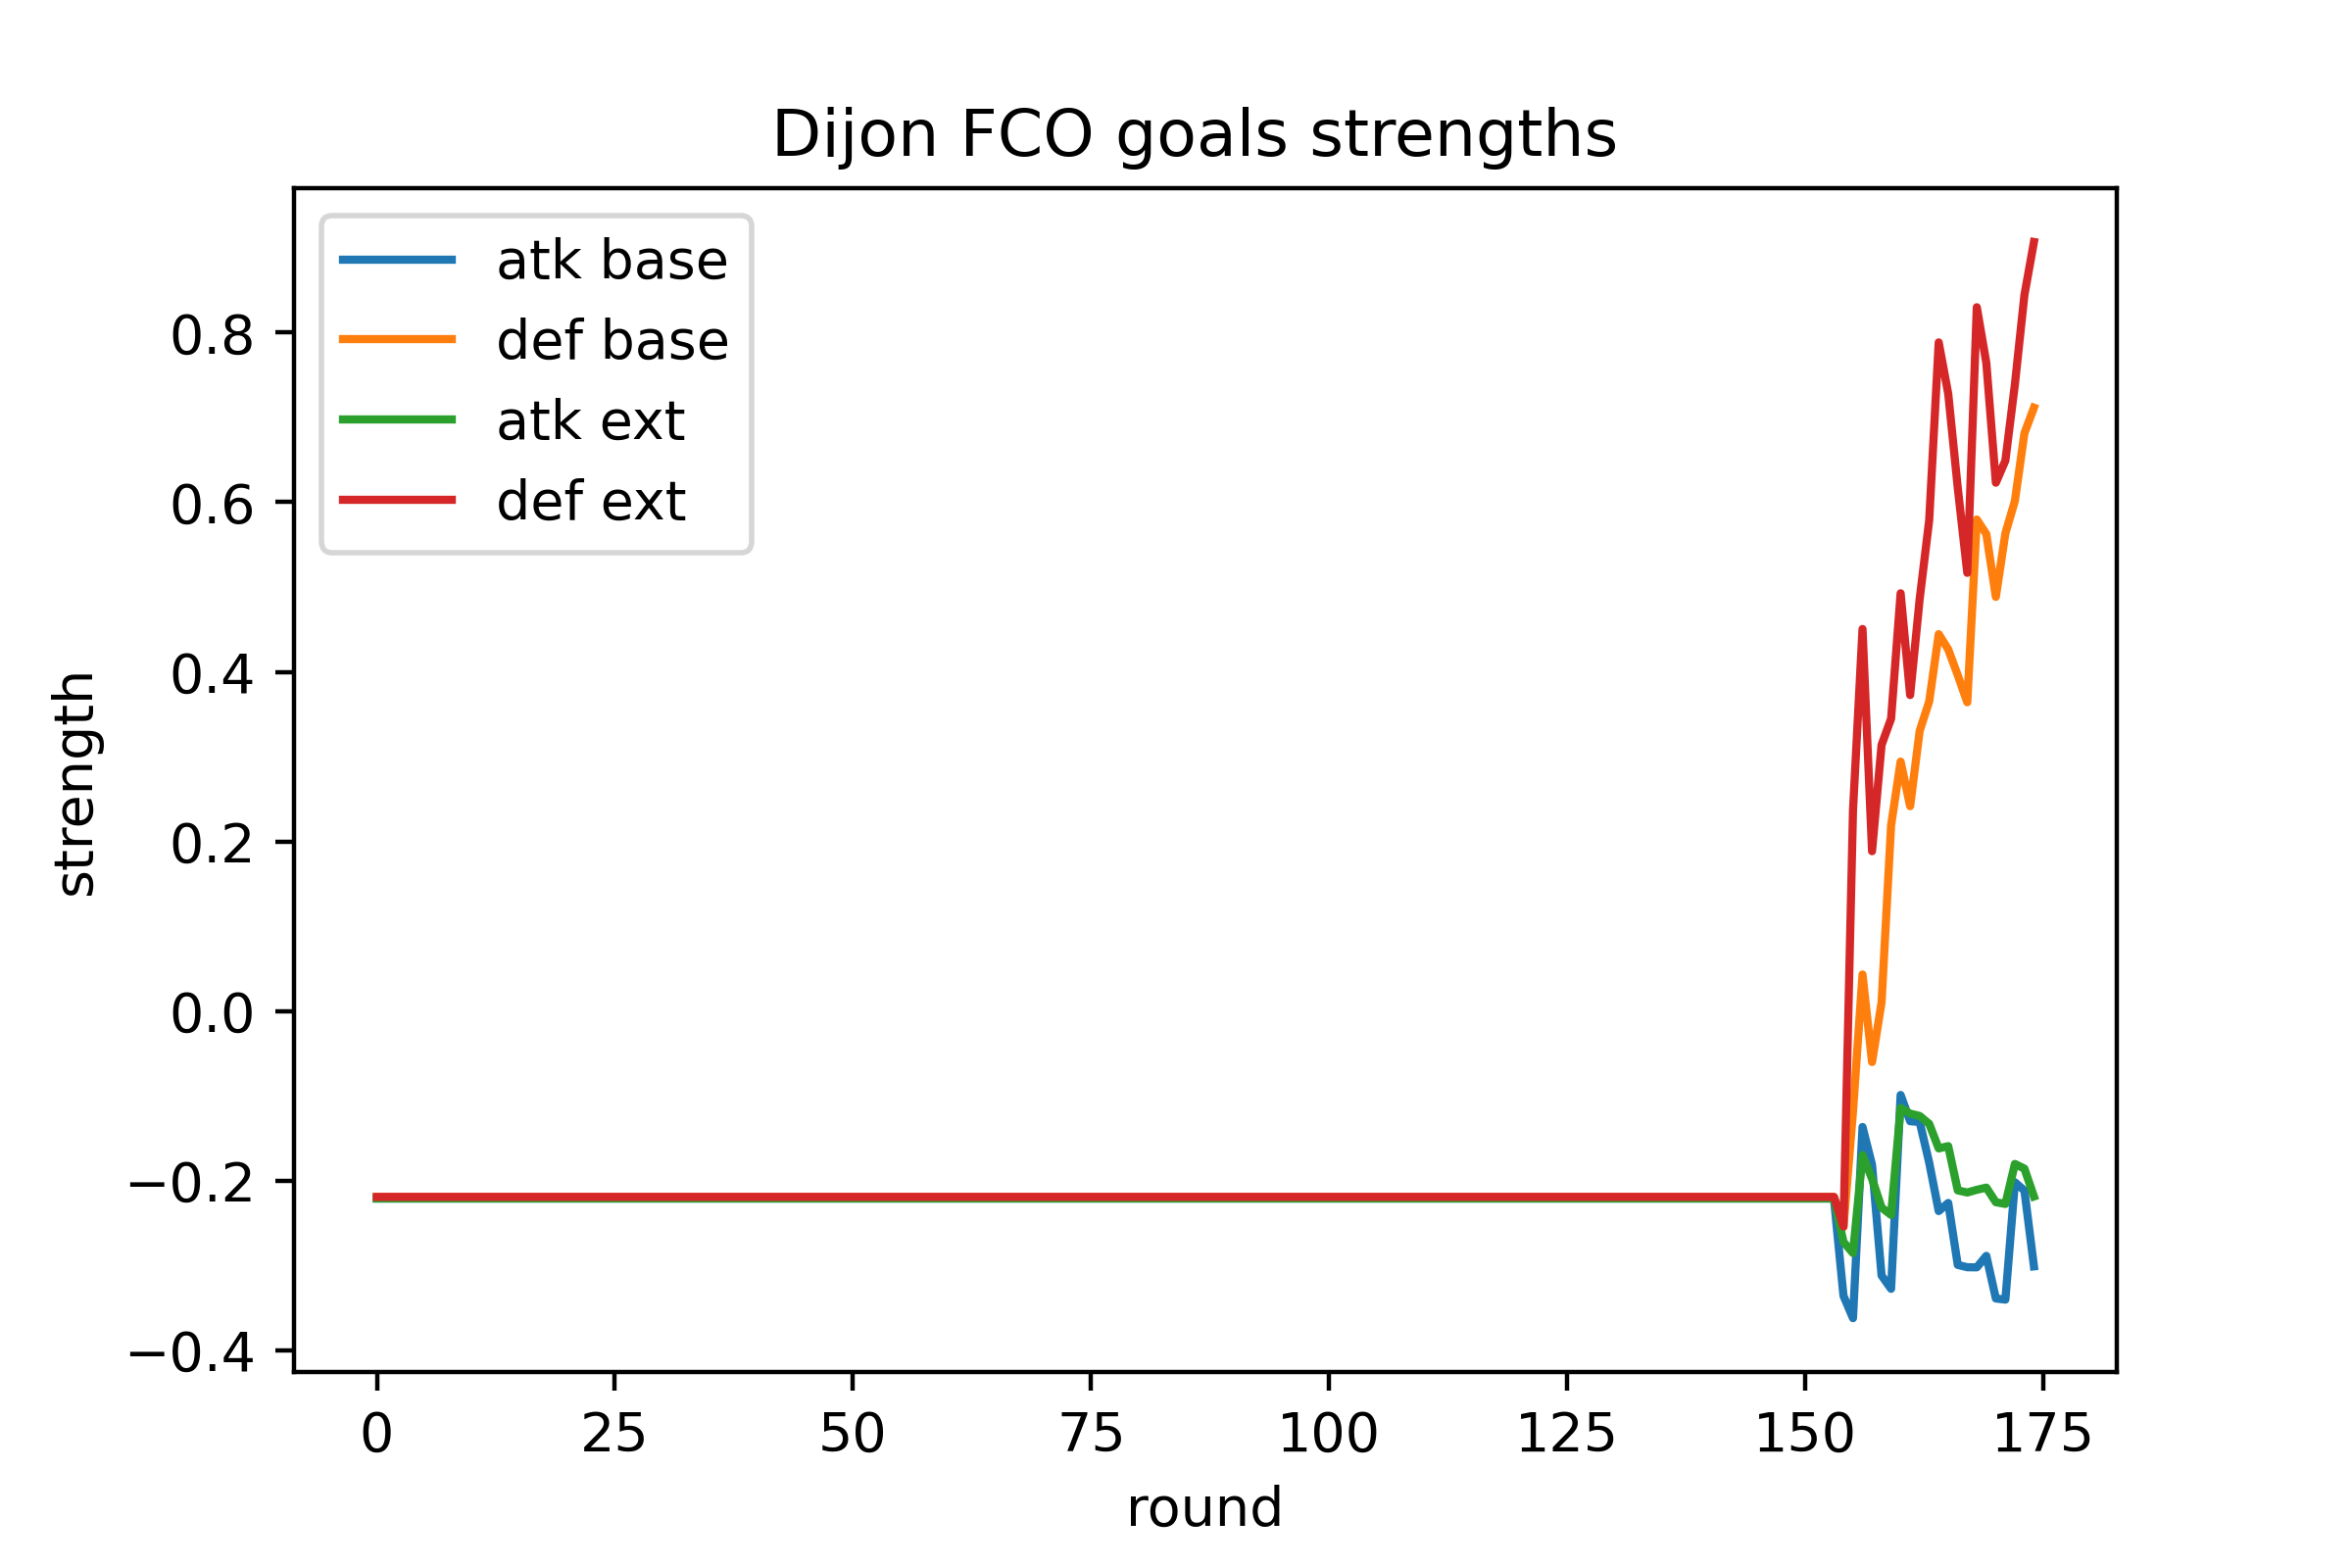 Dijon FCO goals strengths
atk base
def base
atk ext
def ext
strength
0.8
0.6
0.4
0.2
0.0
−0.2
−0.4
0 25 50 75 100 125 150 175
round